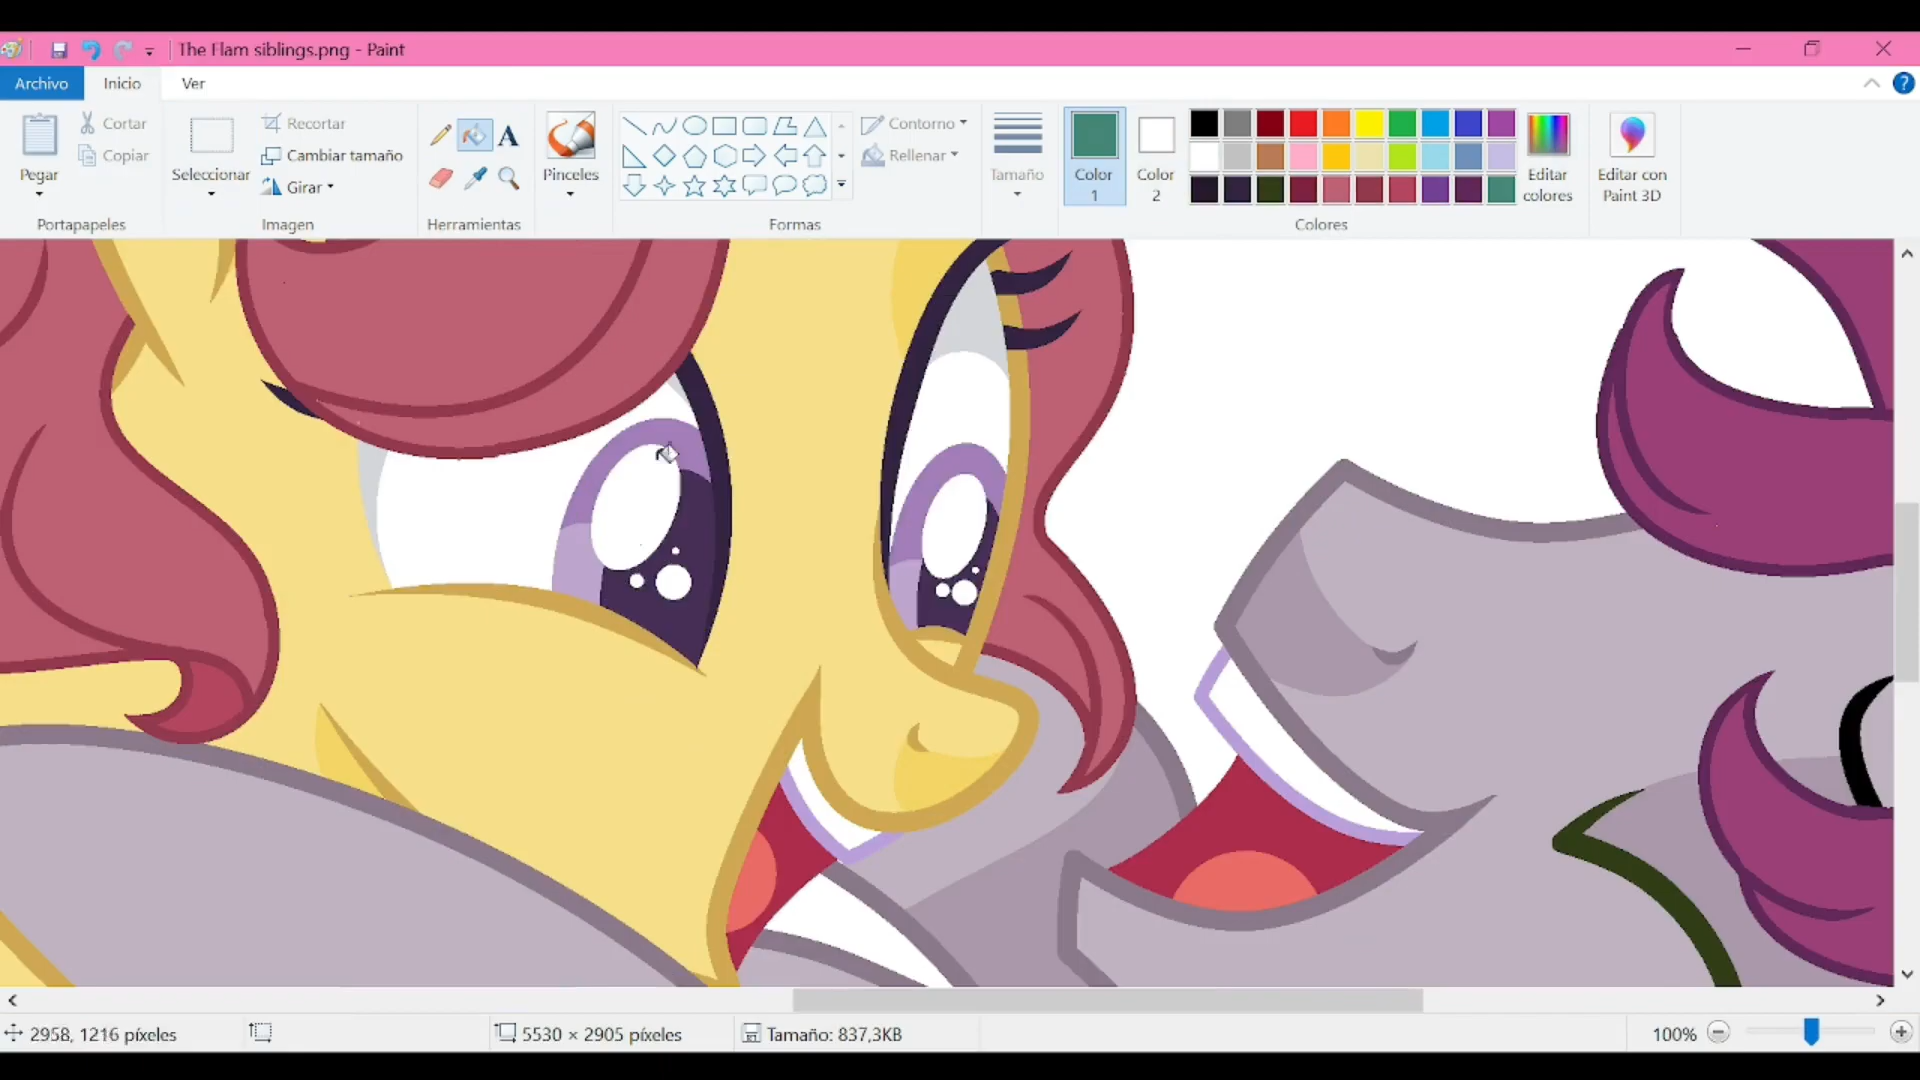 The Flam siblings.png - Paint
Archivo Inicio Ver
Pegar
Cortar
Copiar
Portapapeles
Seleccionar
Recortar
Cambiar tamaño
Girar
Imagen
A
Herramientas
Pinceles
Formas
Contorno
Rellenar
Tamaño
Color
1
Color
2
Colores
Editar
colores
Editar con
Paint 3D
?
2958, 1216 píxeles 5530 × 2905 píxeles Tamaño: 837,3KB 100%